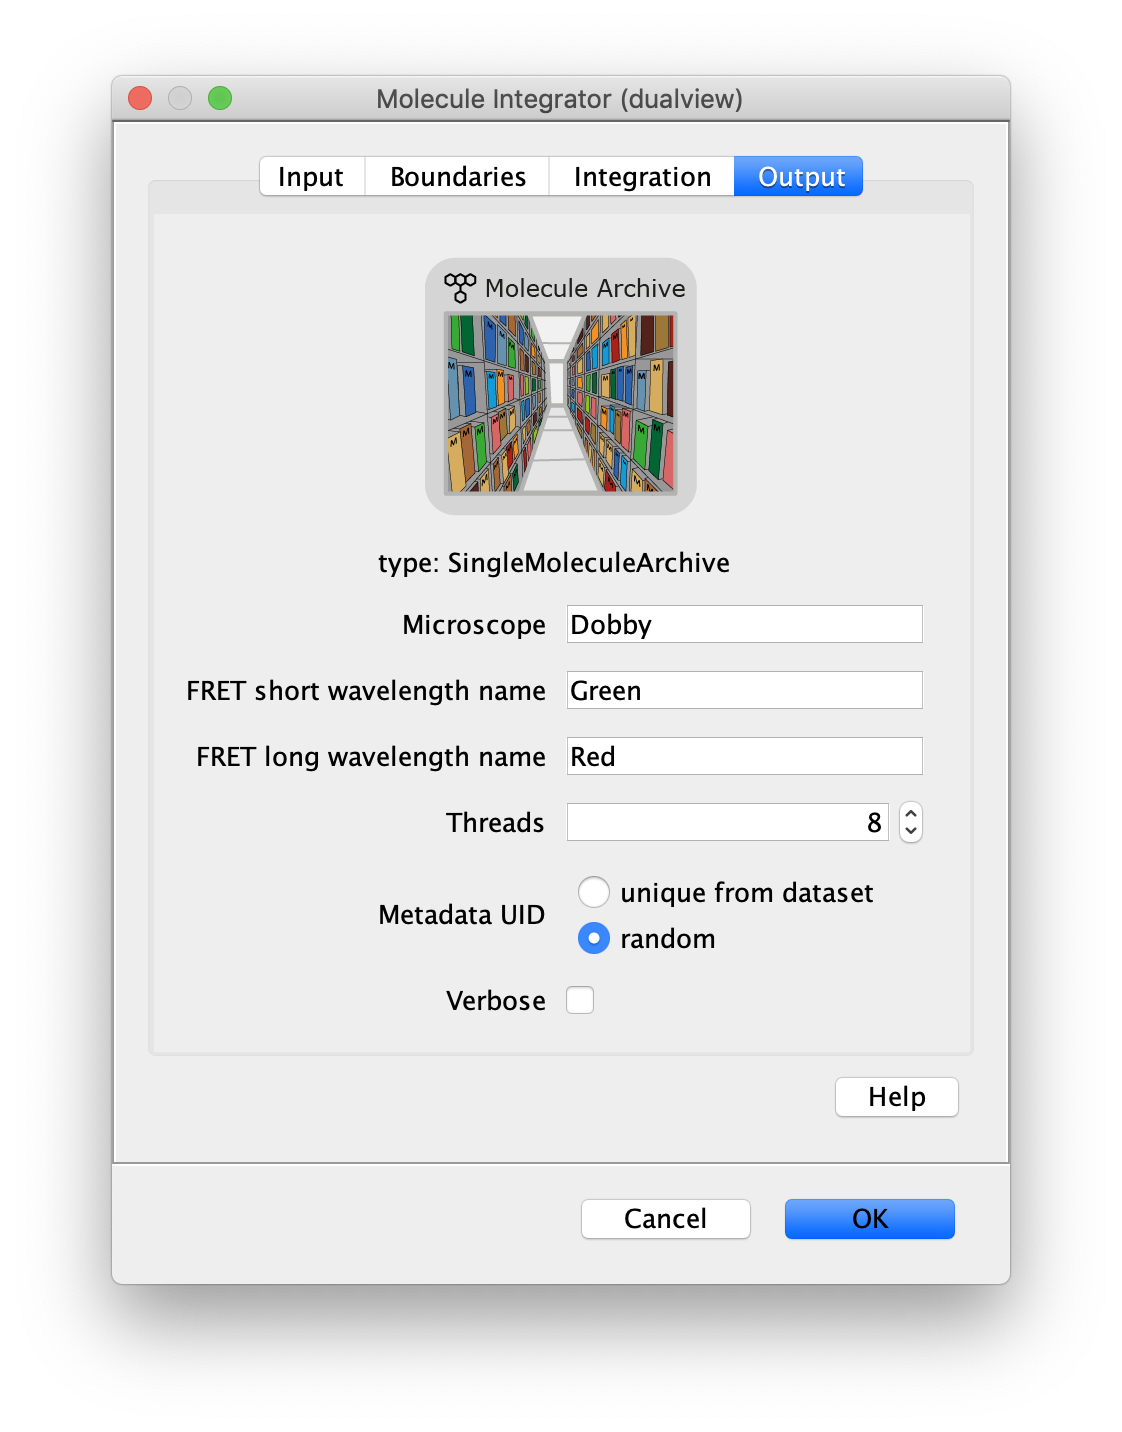 Molecule Integrator (dualview)
Input Boundaries Integration Output
Molecule Archive
type: SingleMoleculeArchive
Microscope Dobby
FRET short wavelength name Green
FRET long wavelength name Red
Threads 8
unique from dataset
Metadata UID
random
Verbose
Help
Cancel OK